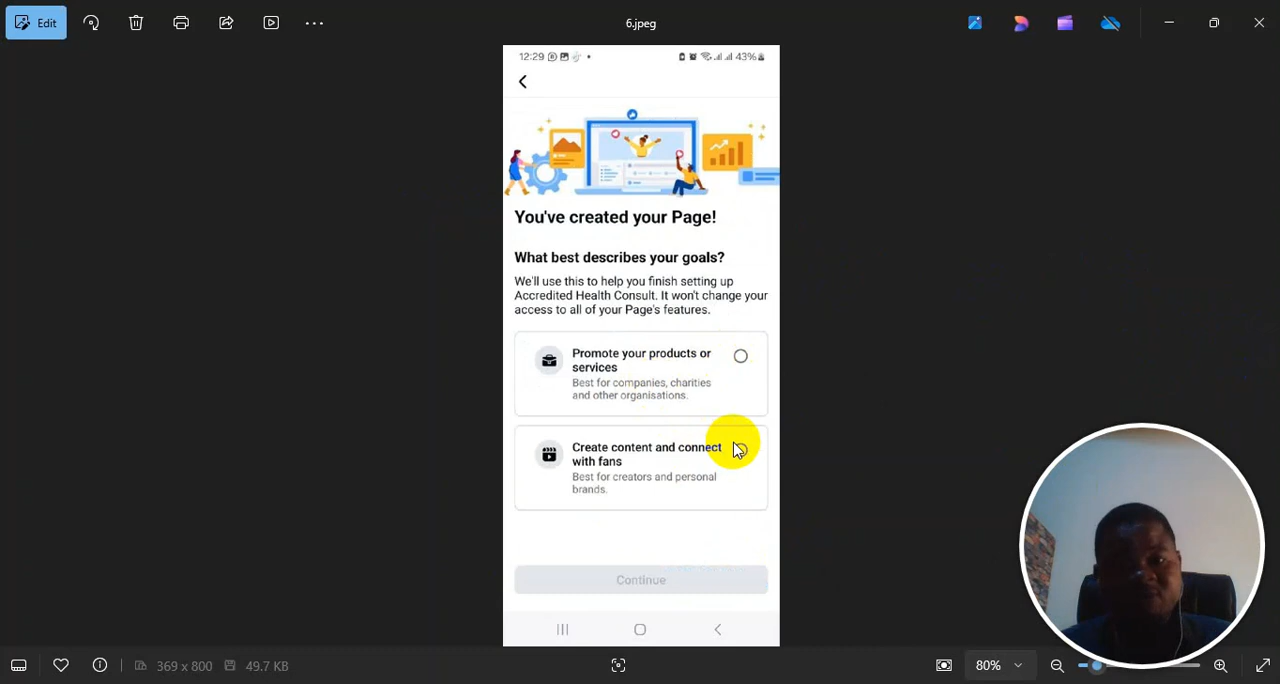 Edit
6.jpeg
12:29
43%
You've created your Page!
What best describes your goals?
We'll use this to help you finish setting up
Accredited Health Consult. It won't change your
access to all of your Page's features.
Promote your products or
services
Best for companies, charities
and other organisations.
Create content and connect
with fans
Best for creators and personal
brands.
Continue
369 x 800
49.7 KB
80%